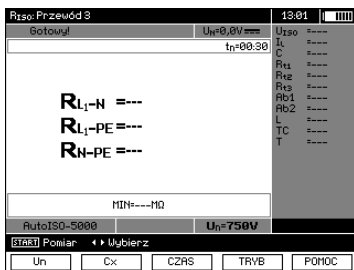 RISO: Przewód 3 13:01
Gotowy! UN=0,0V
tn=00:30
RL1-N =---
RL1-PE =---
RN-PE =---
MIN=---MΩ
AutoISO-5000 Un=750V
UISO =---
IL =---
C =---
Rt1 =---
Rt2 =---
Rt3 =---
Ab1 =---
Ab2 =---
L =---
TC =---
T =---
START Pomiar Wybierz
Un Cx CZAS TRYB POMOC